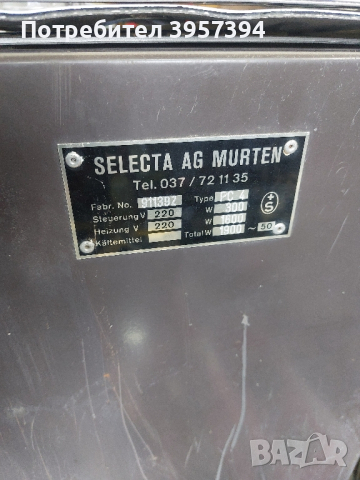 Потребител 3957394
SELECTA AG MURTEN
Tel. 037 / 72 11 35
Fabr. No. 911392 Type PC 4
Steuerung V 220 W 300
Heizung V 220 W 1600
Kältemittel Total W 1900 ~ 50
+S
BAZAR